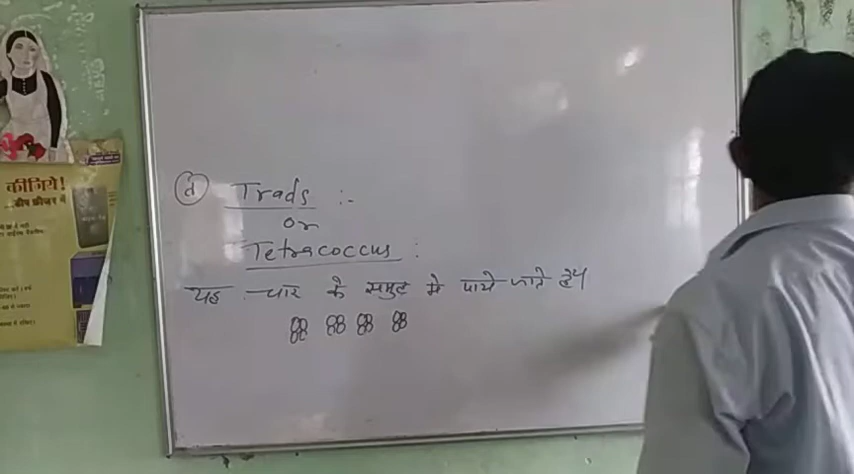 (d) Trads :-
or
Tetracoccus :
यह चार के समुह मे पाये जाते है।
कीजिये!